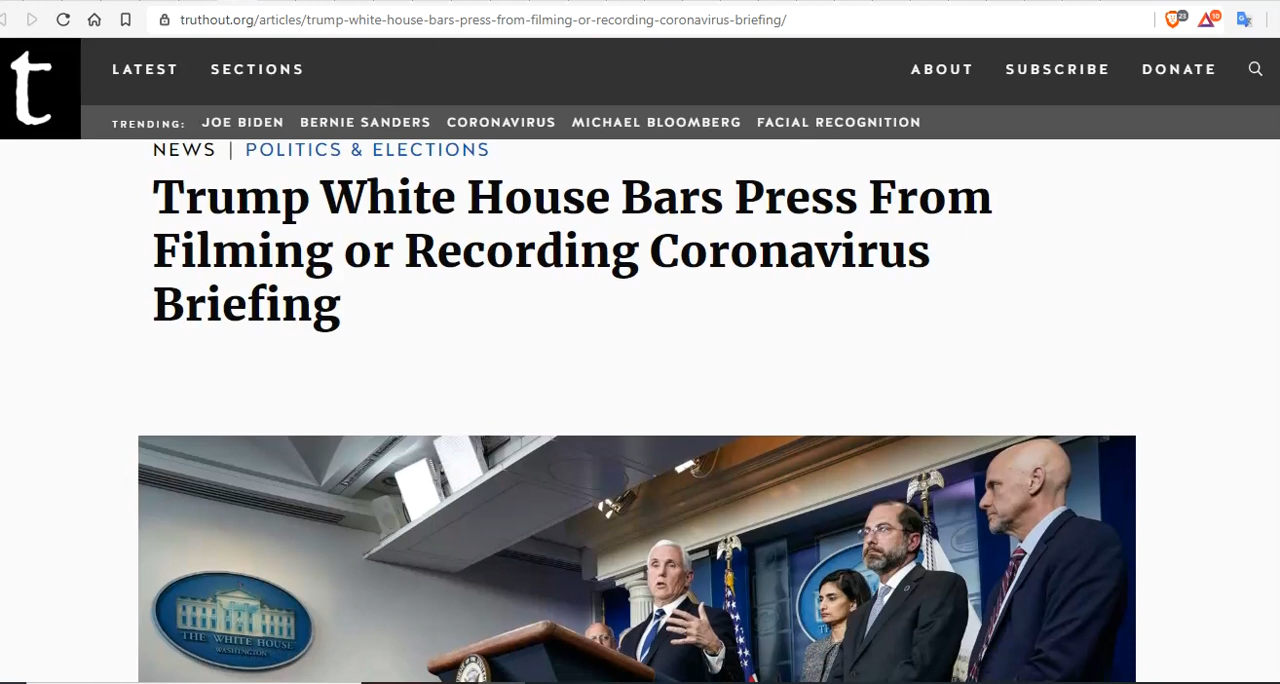 truthout.org/articles/trump-white-house-bars-press-from-filming-or-recording-coronavirus-briefing/
23
10
t
LATEST SECTIONS
ABOUT SUBSCRIBE DONATE
TRENDING: JOE BIDEN BERNIE SANDERS CORONAVIRUS MICHAEL BLOOMBERG FACIAL RECOGNITION
NEWS | POLITICS & ELECTIONS
Trump White House Bars Press From
Filming or Recording Coronavirus
Briefing
THE WHITE HOUSE
WASHINGTON